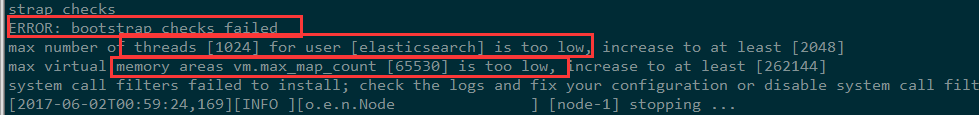 strap checks
ERROR: bootstrap checks failed
max number of threads [1024] for user [elasticsearch] is too low, increase to at least [2048]
max virtual memory areas vm.max_map_count [65530] is too low, increase to at least [262144]
system call filters failed to install; check the logs and fix your configuration or disable system call filt
[2017-06-02T00:59:24,169][INFO ][o.e.n.Node ] [node-1] stopping ...